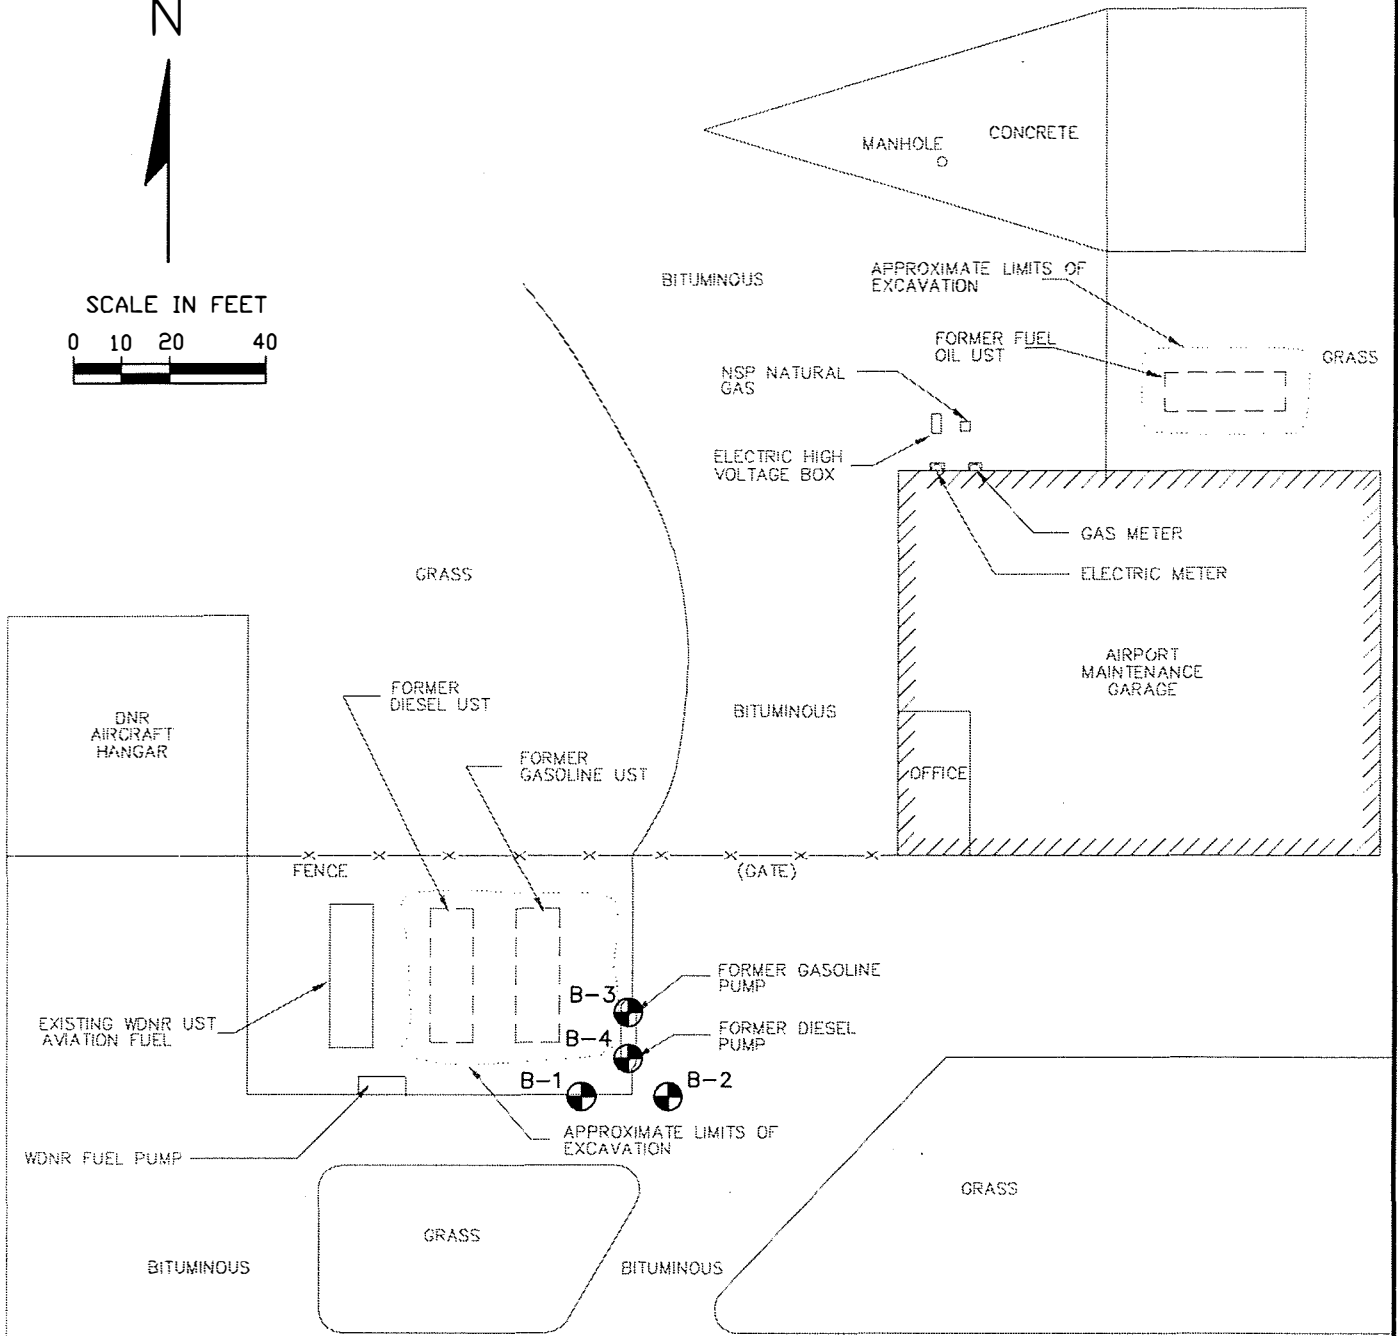 N
SCALE IN FEET
0 10 20 40
MANHOLE
CONCRETE
BITUMINOUS
APPROXIMATE LIMITS OF
EXCAVATION
FORMER FUEL
OIL UST
GRASS
NSP NATURAL
GAS
ELECTRIC HIGH
VOLTAGE BOX
GAS METER
ELECTRIC METER
GRASS
AIRPORT
MAINTENANCE
GARAGE
DNR
AIRCRAFT
HANGAR
FORMER
DIESEL UST
BITUMINOUS
FORMER
GASOLINE UST
OFFICE
FENCE
(GATE)
FORMER GASOLINE
PUMP
B-3
EXISTING WDNR UST
AVIATION FUEL
B-4
FORMER DIESEL
PUMP
B-1
B-2
APPROXIMATE LIMITS OF
EXCAVATION
WDNR FUEL PUMP
GRASS
GRASS
BITUMINOUS
BITUMINOUS